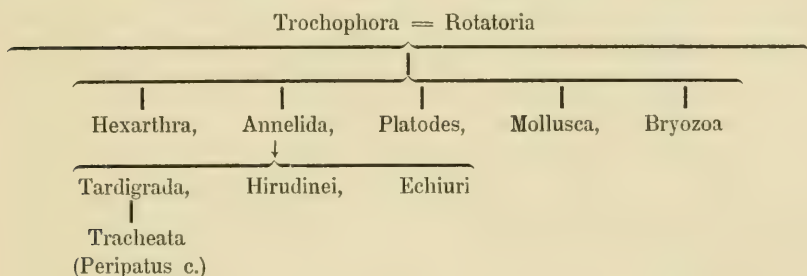 Trochophora = Rotatoria
Hexarthra, Annelida, Platodes, Mollusca, Bryozoa
Tardigrada, Hirudinei, Echiuri
Tracheata
(Peripatus c.)